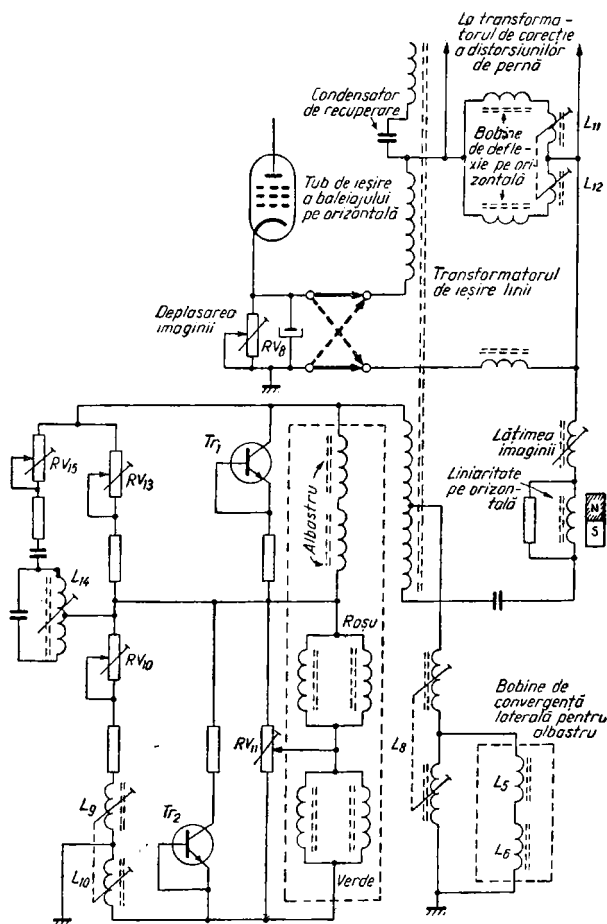 La transforma-
torul de corecție
a distorsiunilor
de pernă
Condensator
de recuperare
L11
Bobine
de defle-
xie pe ori-
zontală
L12
Tub de ieșire
a baleiajului
pe orizontală
Transformatorul
de ieșire linii
Deplasarea
imaginii
RV8
Tr1
Lățimea
imaginii
RV15
RV13
Liniaritate
pe orizon-
tală
N
S
Albastru
L14
Roșu
RV10
Bobine de
convergență
laterală pentru
albastru
L8
RV11
L5
L9
Tr2
L6
L10
Verde